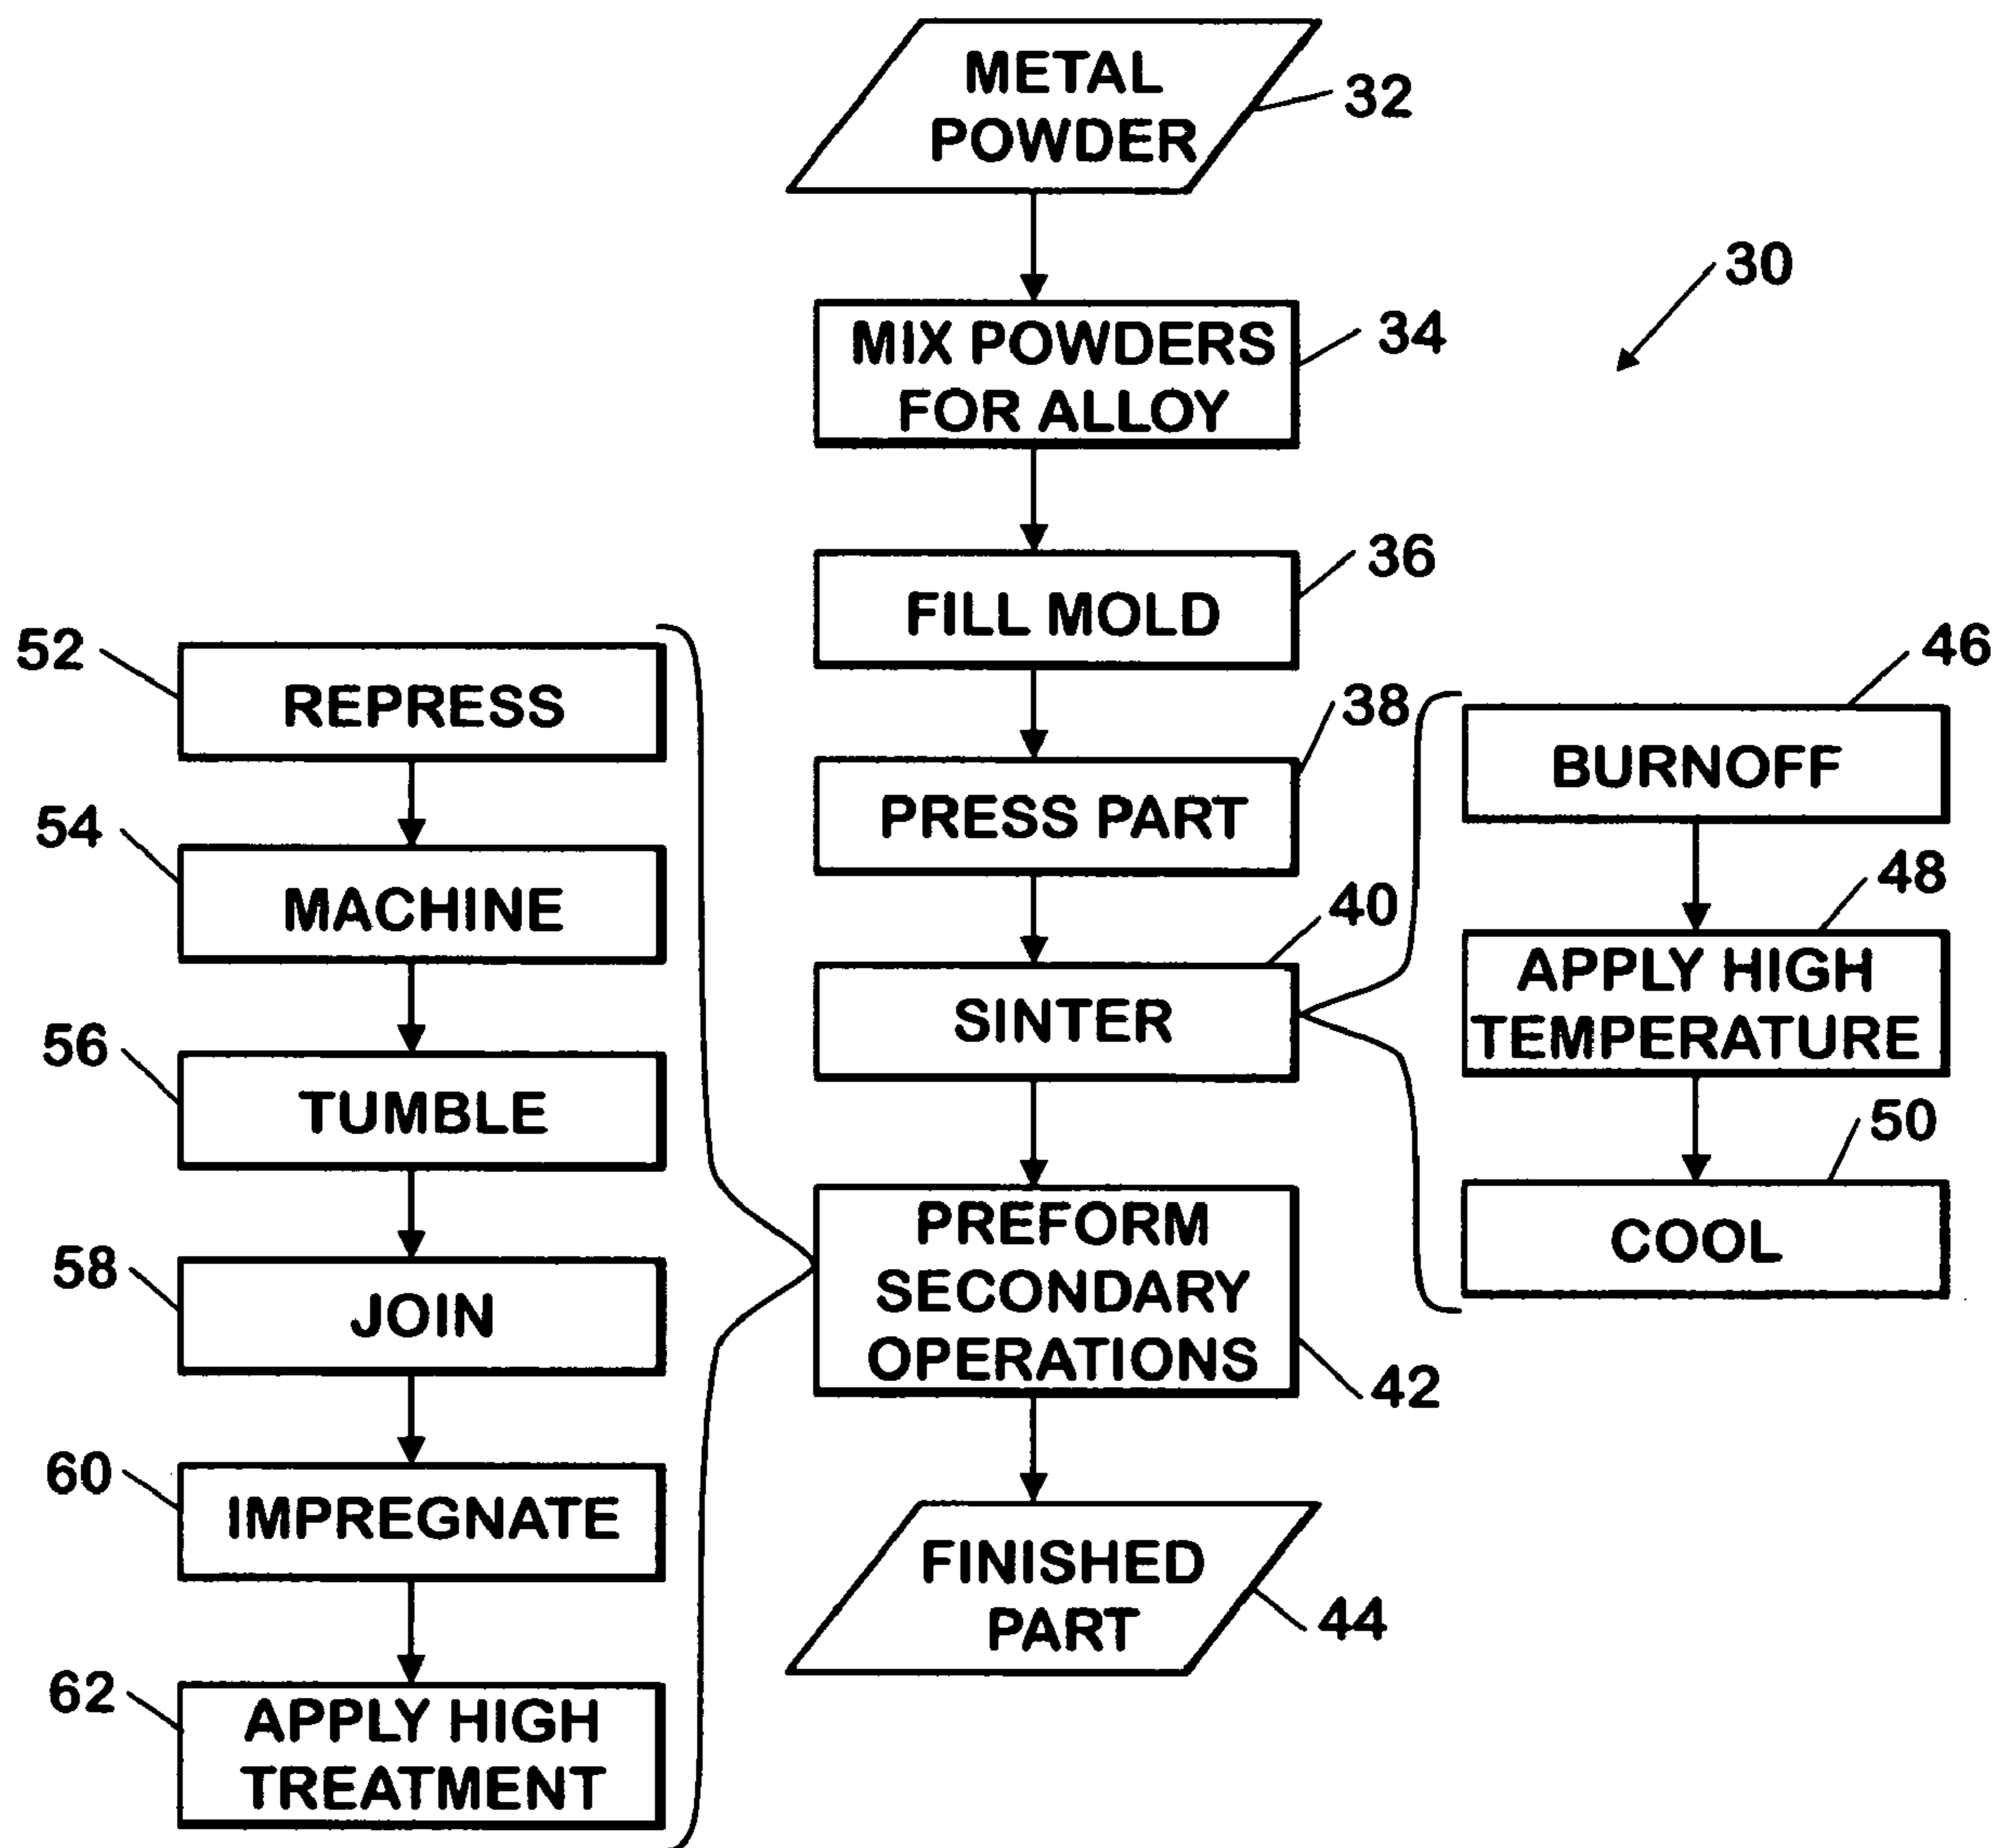 METAL
POWDER
32
30
MIX POWDERS
FOR ALLOY
34
FILL MOLD
36
PRESS PART
38
SINTER
40
PREFORM
SECONDARY
OPERATIONS
42
FINISHED
PART
44
46
BURNOFF
48
APPLY HIGH
TEMPERATURE
50
COOL
52
REPRESS
54
MACHINE
56
TUMBLE
58
JOIN
60
IMPREGNATE
62
APPLY HIGH
TREATMENT